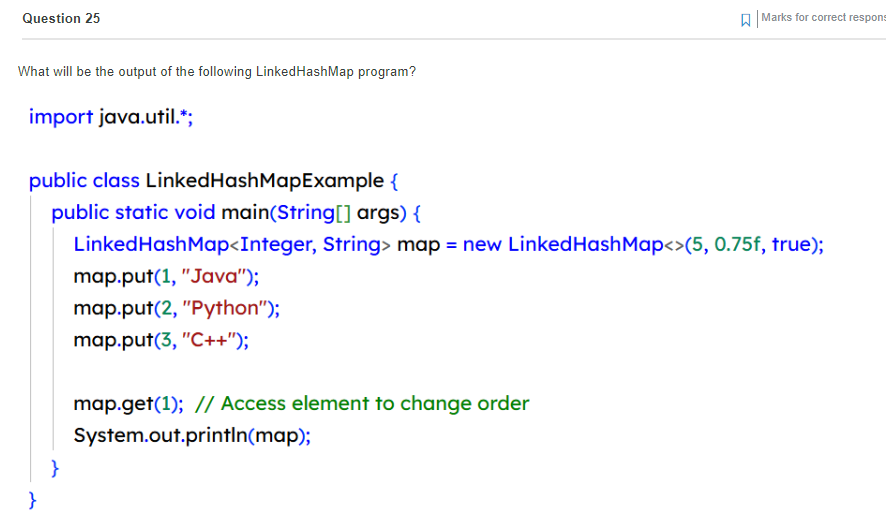 Question 25
Marks for correct respons
What will be the output of the following LinkedHashMap program?
import java.util.*;
public class LinkedHashMapExample {
public static void main(String[] args) {
LinkedHashMap<Integer, String> map = new LinkedHashMap<>(5, 0.75f, true);
map.put(1, "Java");
map.put(2, "Python");
map.put(3, "C++");
map.get(1); // Access element to change order
System.out.println(map);
}
}